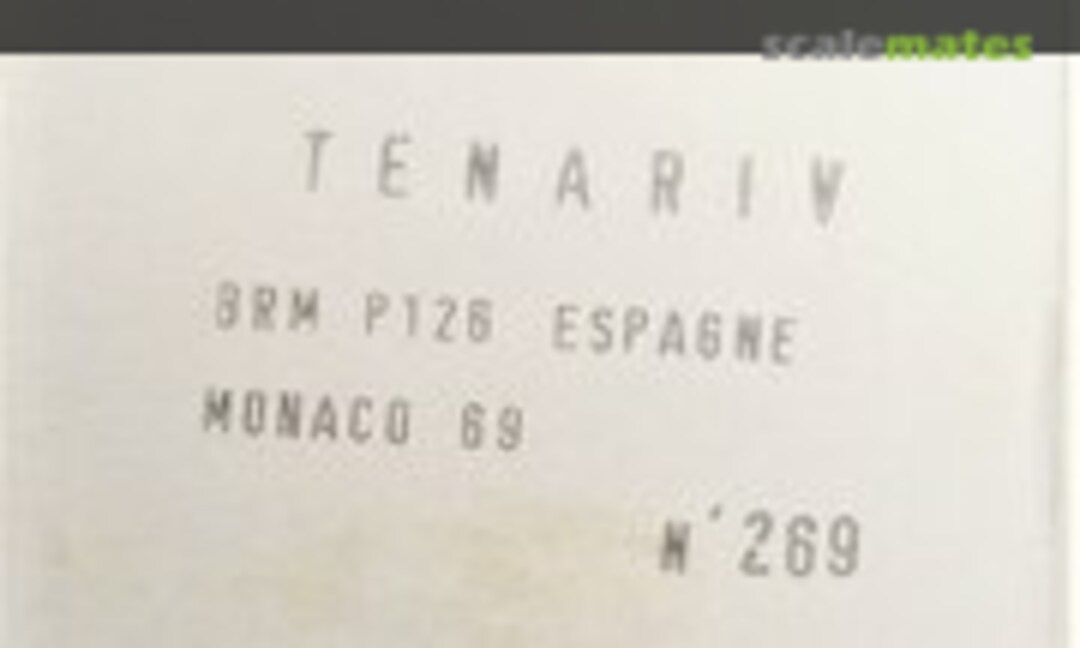 scalemates
TENARIV
BRM P126 ESPAGNE
MONACO 69
N°269